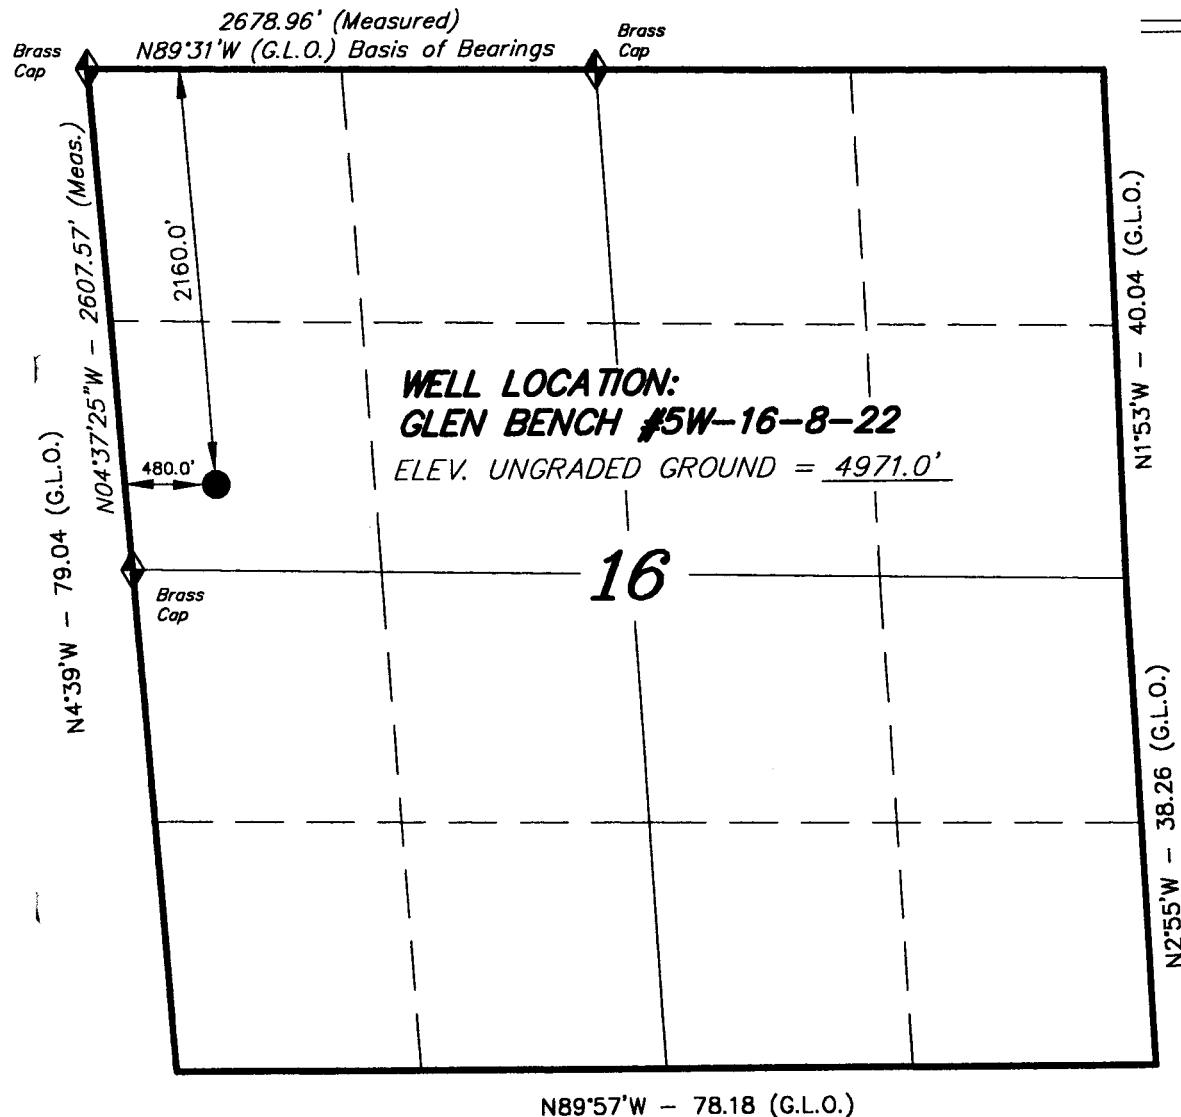 2678.96' (Measured)
N89°31'W (G.L.O.) Basis of Bearings
Brass
Cap
Brass
Cap
N04°37'25"W - 2607.57' (Meas.)
2160.0'
N1°53'W - 40.04 (G.L.O.)
WELL LOCATION:
GLEN BENCH #5W-16-8-22
ELEV. UNGRADED GROUND = 4971.0'
480.0'
N4°39'W - 79.04 (G.L.O.)
16
Brass
Cap
N2°55'W - 38.26 (G.L.O.)
N89°57'W - 78.18 (G.L.O.)